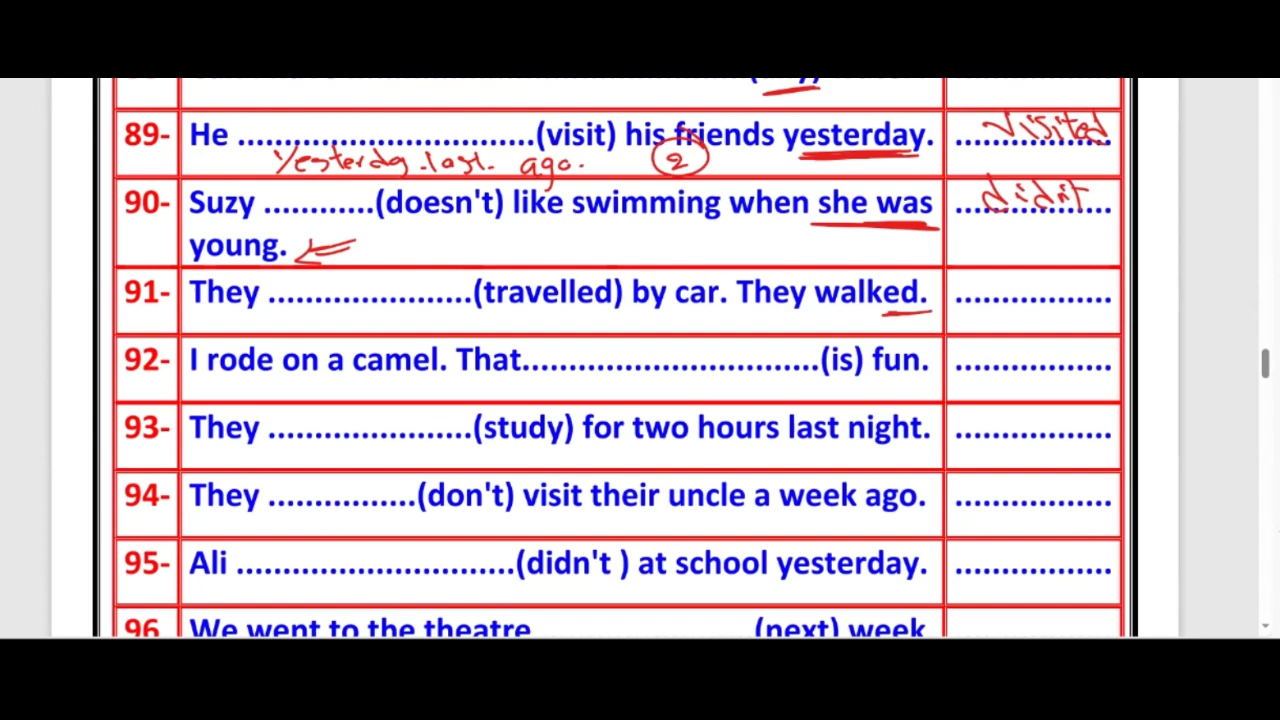 89- He ................................(visit) his friends yesterday. visited
yesterday - last - ago. 2
90- Suzy ............(doesn't) like swimming when she was didn't
young.
91- They ......................(travelled) by car. They walked. .................
92- I rode on a camel. That................................(is) fun. .................
93- They ......................(study) for two hours last night. .................
94- They ................(don't) visit their uncle a week ago. .................
95- Ali ..............................(didn't ) at school yesterday. .................
96 We went to the theatre (next) week